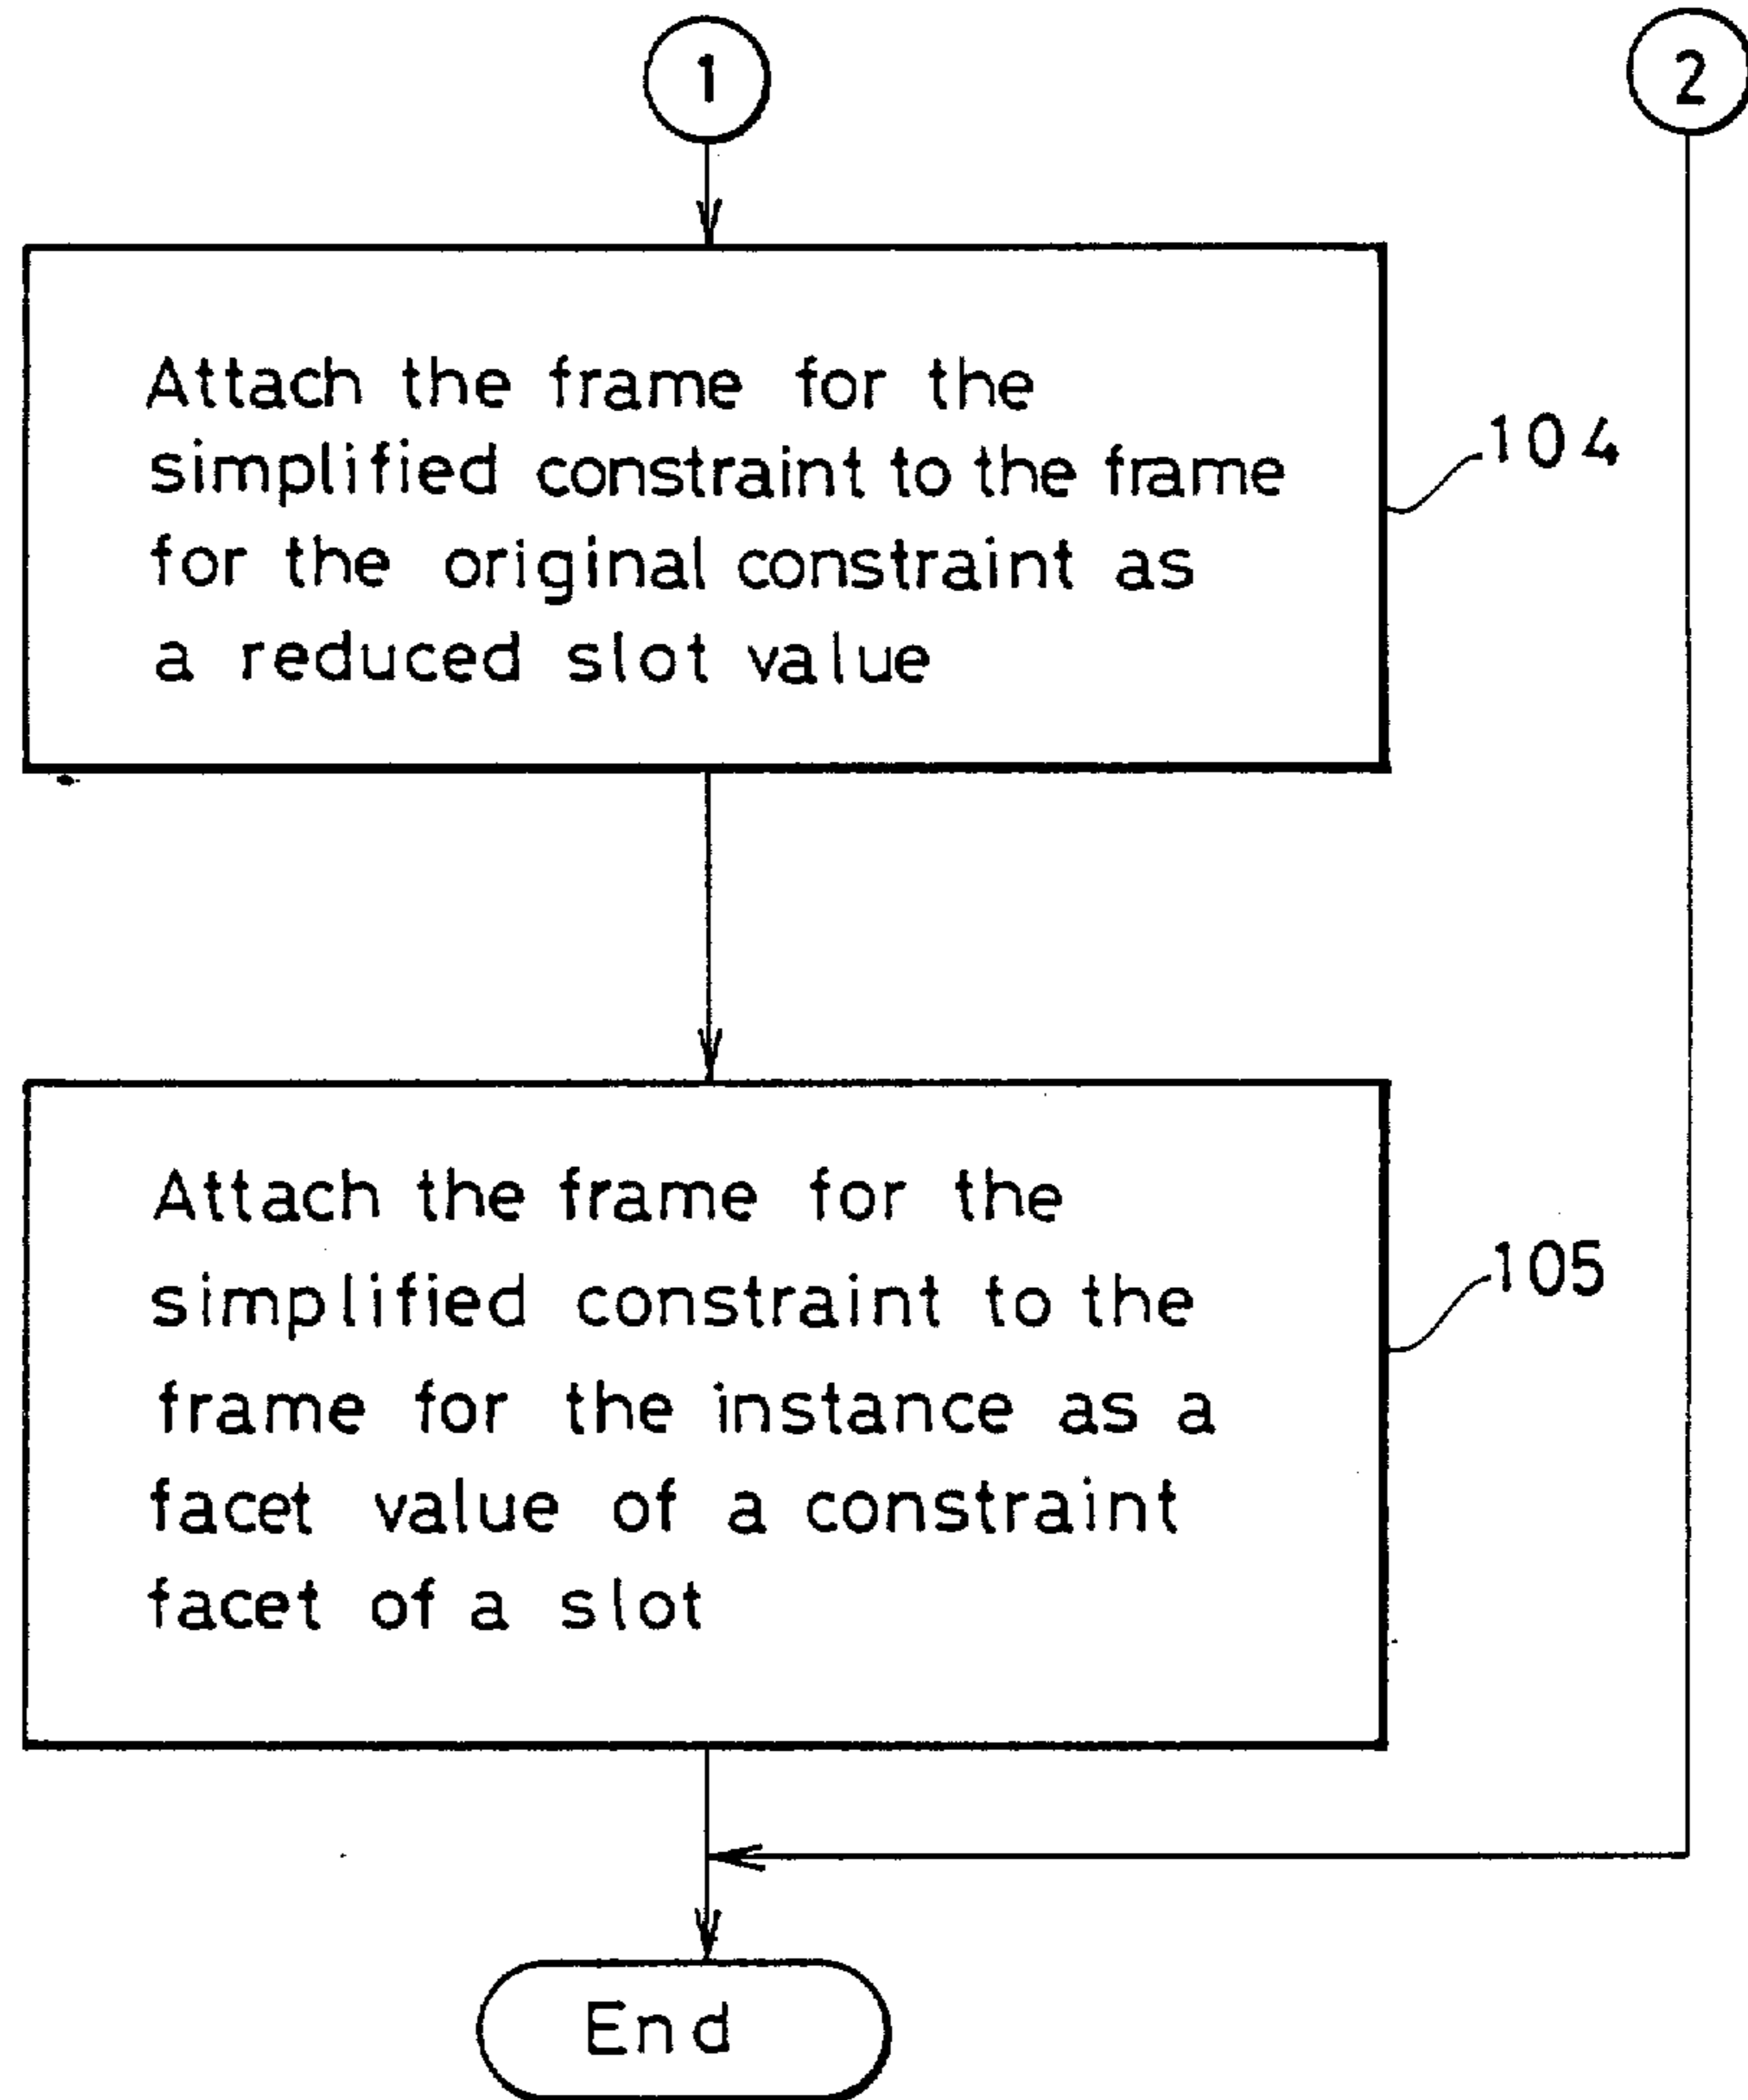 1
2
Attach the frame for the
simplified constraint to the frame
for the original constraint as
a reduced slot value
104
Attach the frame for the
simplified constraint to the
frame for the instance as a
facet value of a constraint
facet of a slot
105
End